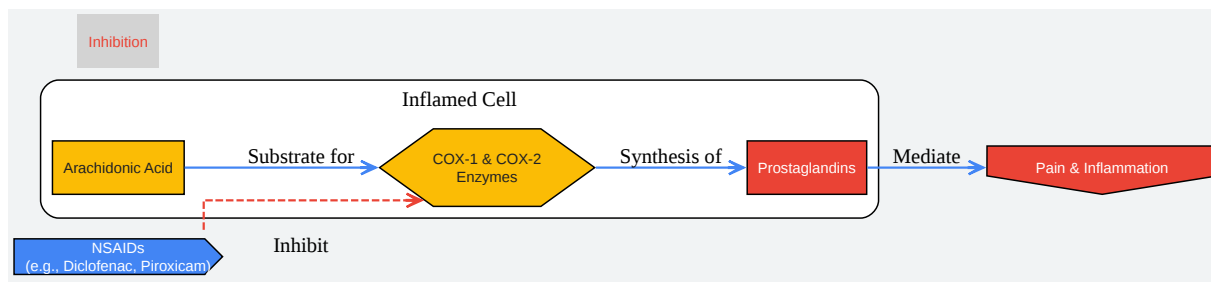 Inhibition
Inflamed Cell
Arachidonic Acid
Substrate for
COX-1 & COX-2
Enzymes
Synthesis of
Prostaglandins
Mediate
Pain & Inflammation
NSAIDs
(e.g., Diclofenac, Piroxicam)
Inhibit